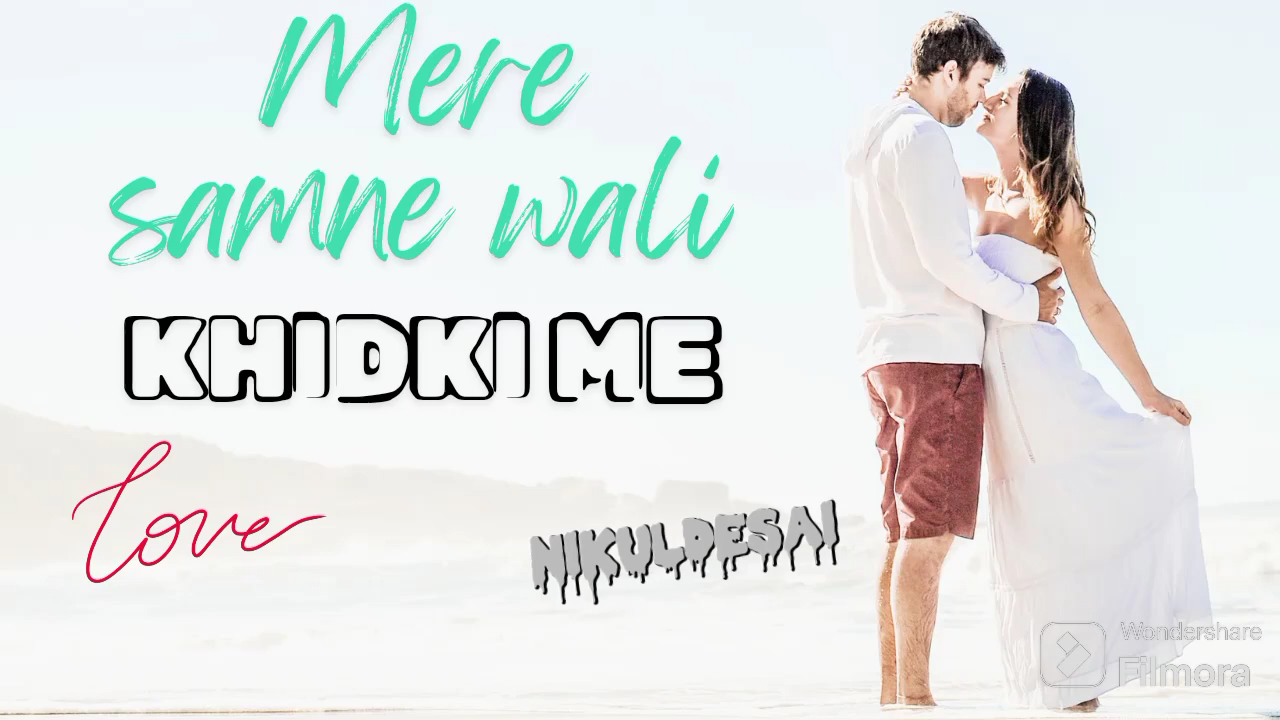 Mere
samne wali
KHIDKI ME
love
NIKULDESAI
Wondershare
Filmora